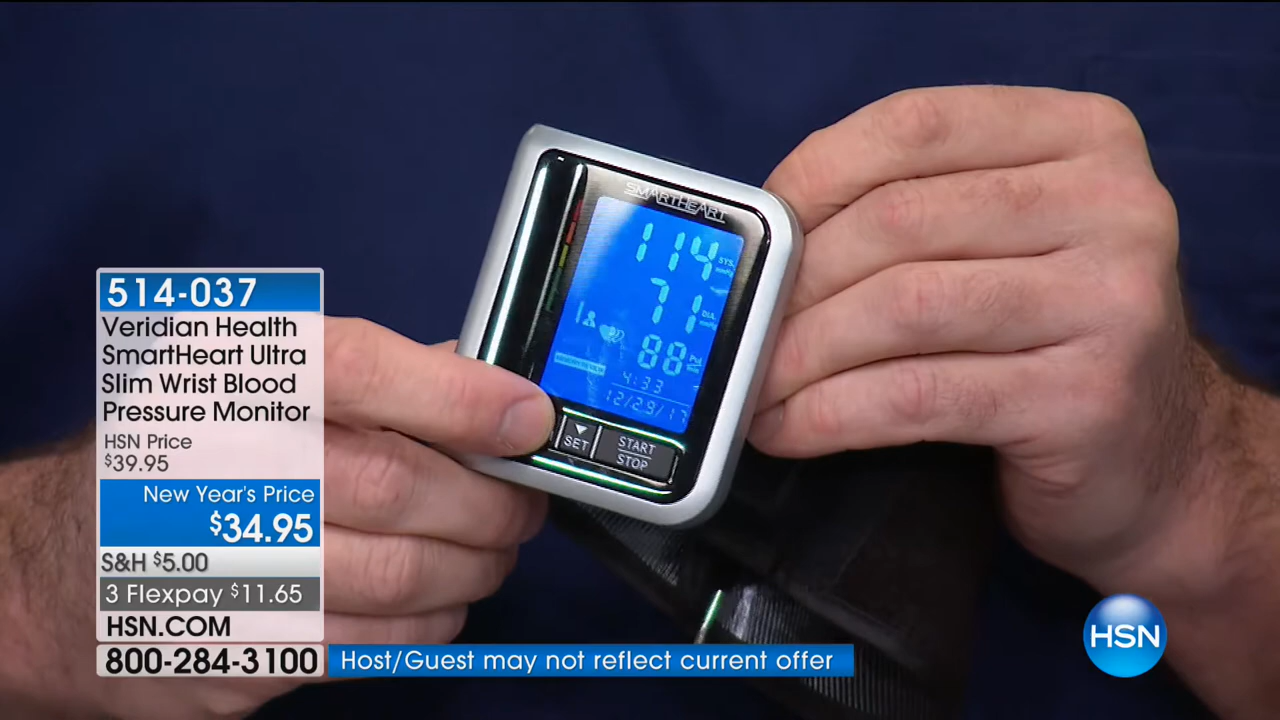 514-037
Veridian Health
SmartHeart Ultra
Slim Wrist Blood
Pressure Monitor
HSN Price
$39.95
New Year's Price
$34.95
S&H $5.00
3 Flexpay $11.65
HSN.COM
800-284-3100
Host/Guest may not reflect current offer
HSN
SMARTHEART
114 SYS.
mmHg
71 DIA.
mmHg
1
88
4:33
12/29/17
SET
START
STOP